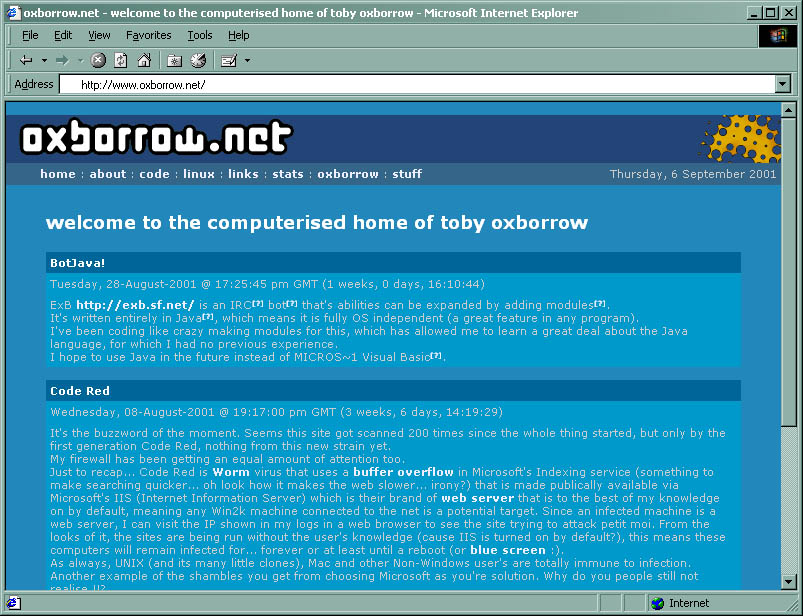 oxborrow.net - welcome to the computerised home of toby oxborrow - Microsoft Internet Explorer
File Edit View Favorites Tools Help
Address http://www.oxborrow.net/
oxborrow.net
home : about : code : linux : links : stats : oxborrow : stuff Thursday, 6 September 2001
welcome to the computerised home of toby oxborrow
BotJava!
Tuesday, 28-August-2001 @ 17:25:45 pm GMT (1 weeks, 0 days, 16:10:44)
ExB http://exb.sf.net/ is an IRC[?] bot[?] that's abilities can be expanded by adding modules[?].
It's written entirely in Java[?], which means it is fully OS independent (a great feature in any program).
I've been coding like crazy making modules for this, which has allowed me to learn a great deal about the Java
language, for which I had no previous experience.
I hope to use Java in the future instead of MICROS~1 Visual Basic[?].
Code Red
Wednesday, 08-August-2001 @ 19:17:00 pm GMT (3 weeks, 6 days, 14:19:29)
It's the buzzword of the moment. Seems this site got scanned 200 times since the whole thing started, but only by the
first generation Code Red, nothing from this new strain yet.
My firewall has been getting an equal amount of attention too.
Just to recap... Code Red is Worm virus that uses a buffer overflow in Microsoft's Indexing service (something to
make searching quicker... oh look how it makes the web slower... irony?) that is made publically available via
Microsoft's IIS (Internet Information Server) which is their brand of web server that is to the best of my knowledge
on by default, meaning any Win2k machine connected to the net is a potential target. Since an infected machine is a
web server, I can visit the IP shown in my logs in a web browser to see the site trying to attack petit moi. From the
looks of it, the sites are being run without the user's knowledge (cause IIS is turned on by default?), this means these
computers will remain infected for... forever or at least until a reboot (or blue screen :).
As always, UNIX (and its many little clones), Mac and other Non-Windows user's are totally immune to infection.
Another example of the shambles you get from choosing Microsoft as you're solution. Why do you people still not
realise !?
Internet